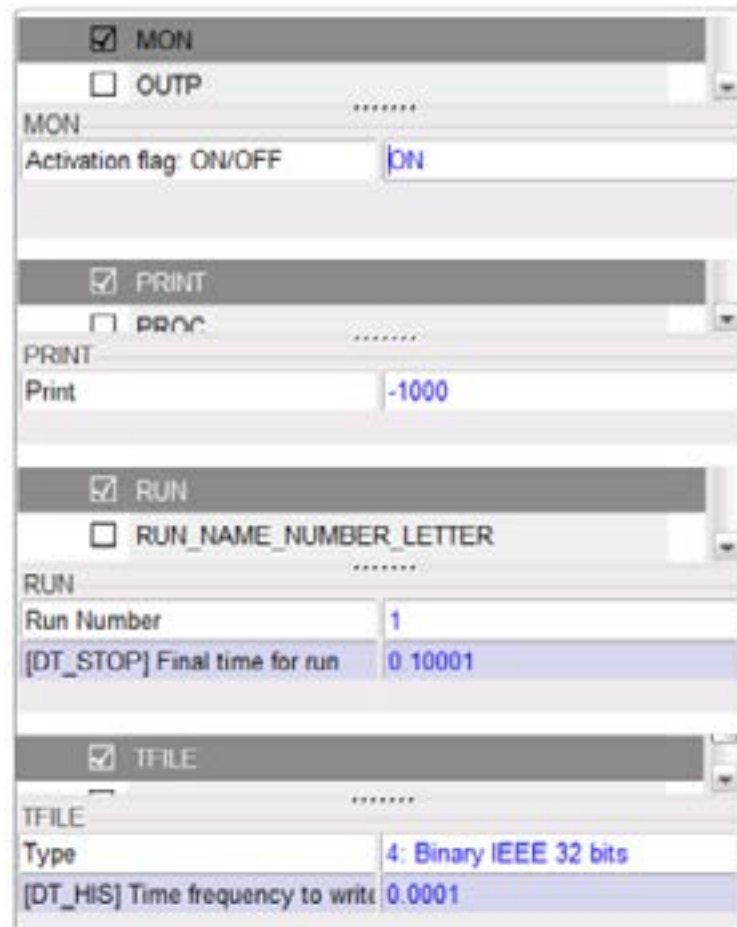 MON
OUTP
MON
Activation flag: ON/OFF ON
PRINT
PROC
PRINT
Print -1000
RUN
RUN_NAME_NUMBER_LETTER
RUN
Run Number 1
[DT_STOP] Final time for run 0.10001
TFILE
TFILE
Type 4: Binary IEEE 32 bits
[DT_HIS] Time frequency to write 0.0001